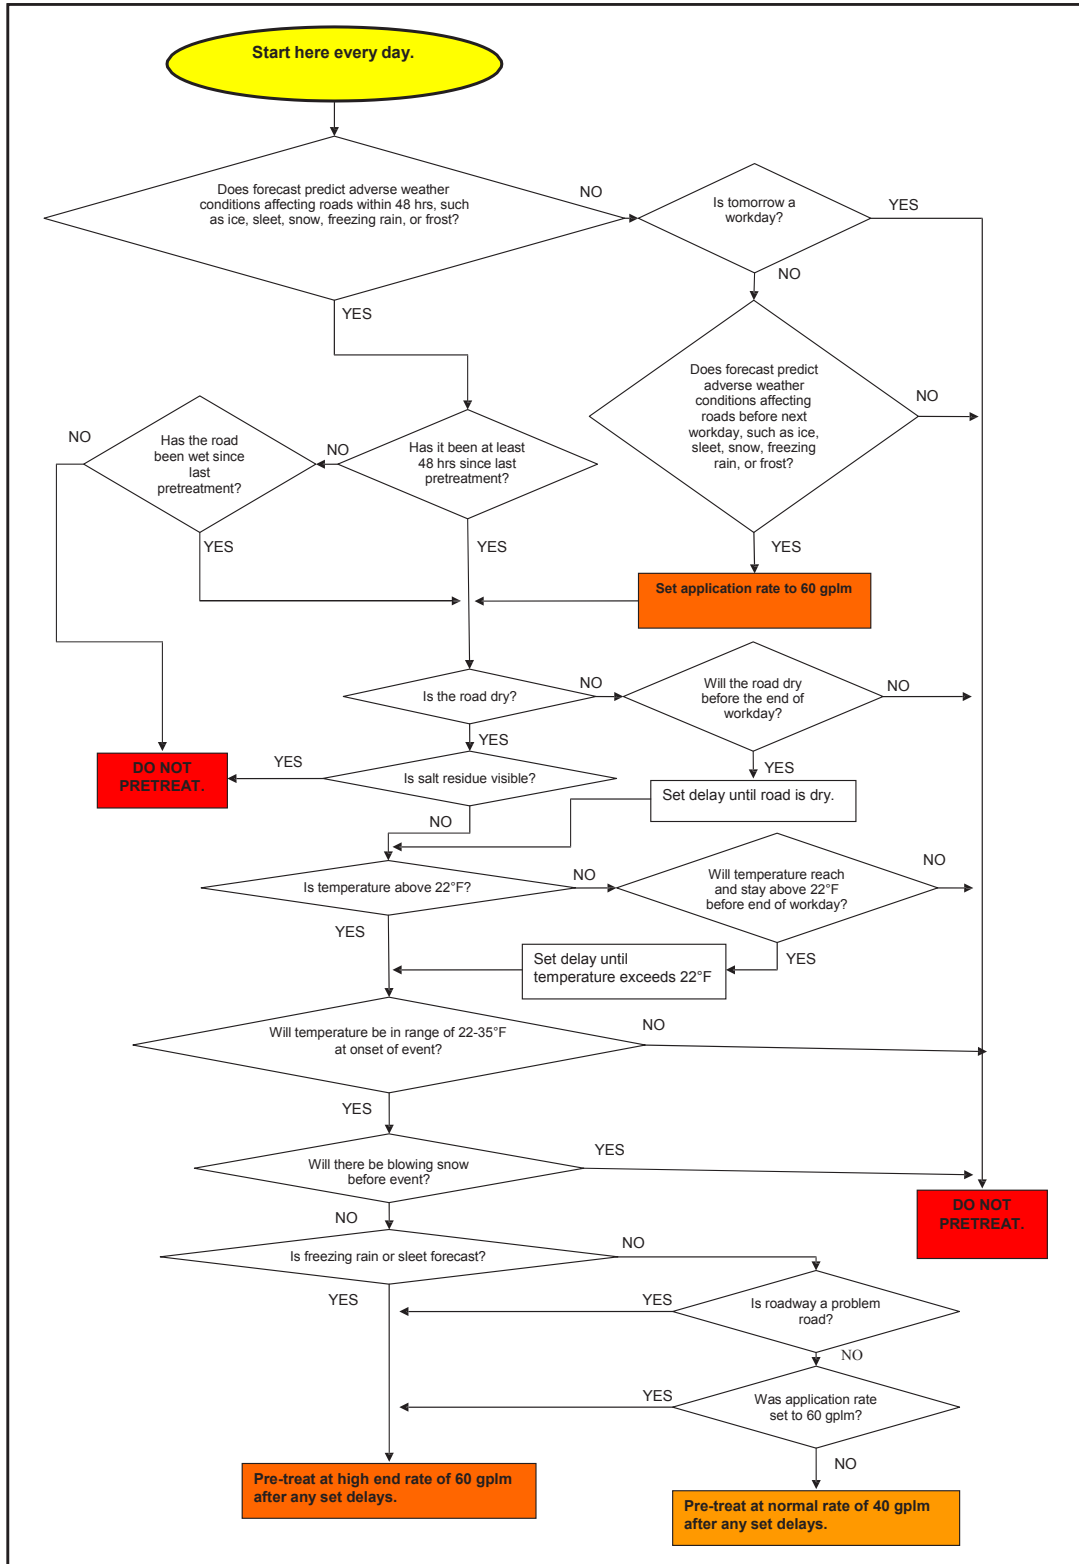 Start here every day.
Does forecast predict adverse weather
conditions affecting roads within 48 hrs, such
as ice, sleet, snow, freezing rain, or frost?
NO
Is tomorrow a
workday?
YES
NO
YES
Does forecast predict
adverse weather
conditions affecting
roads before next
workday, such as ice,
sleet, snow, freezing
rain, or frost?
NO
NO
Has the road
been wet since
last
pretreatment?
NO
Has it been at least
48 hrs since last
pretreatment?
YES
YES
YES
Set application rate to 60 gplm
Is the road dry?
NO
Will the road dry
before the end of
workday?
NO
YES
YES
DO NOT
PRETREAT.
YES
Is salt residue visible?
Set delay until road is dry.
NO
Is temperature above 22°F?
NO
Will temperature reach
and stay above 22°F
before end of workday?
NO
YES
YES
Set delay until
temperature exceeds 22°F
Will temperature be in range of 22-35°F
at onset of event?
NO
YES
Will there be blowing snow
before event?
YES
DO NOT
PRETREAT.
NO
Is freezing rain or sleet forecast?
NO
YES
YES
Is roadway a problem
road?
NO
YES
Was application rate
set to 60 gplm?
NO
Pre-treat at high end rate of 60 gplm
after any set delays.
Pre-treat at normal rate of 40 gplm
after any set delays.